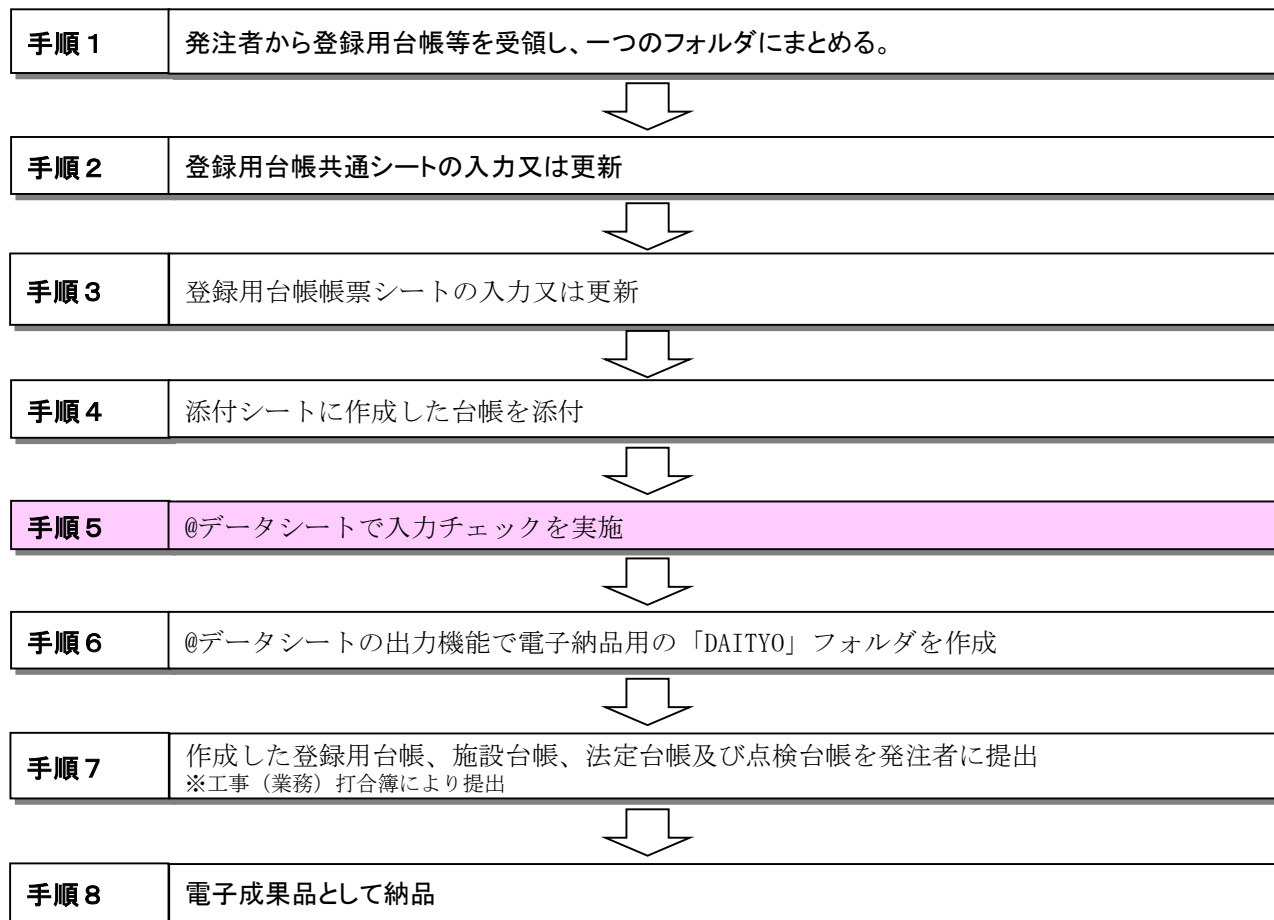 手順１ 発注者から登録用台帳等を受領し、一つのフォルダにまとめる。
手順２ 登録用台帳共通シートの入力又は更新
手順３ 登録用台帳帳票シートの入力又は更新
手順４ 添付シートに作成した台帳を添付
手順５ @データシートで入力チェックを実施
手順６ @データシートの出力機能で電子納品用の「DAITYO」フォルダを作成
手順７ 作成した登録用台帳、施設台帳、法定台帳及び点検台帳を発注者に提出
※工事（業務）打合簿により提出
手順８ 電子成果品として納品